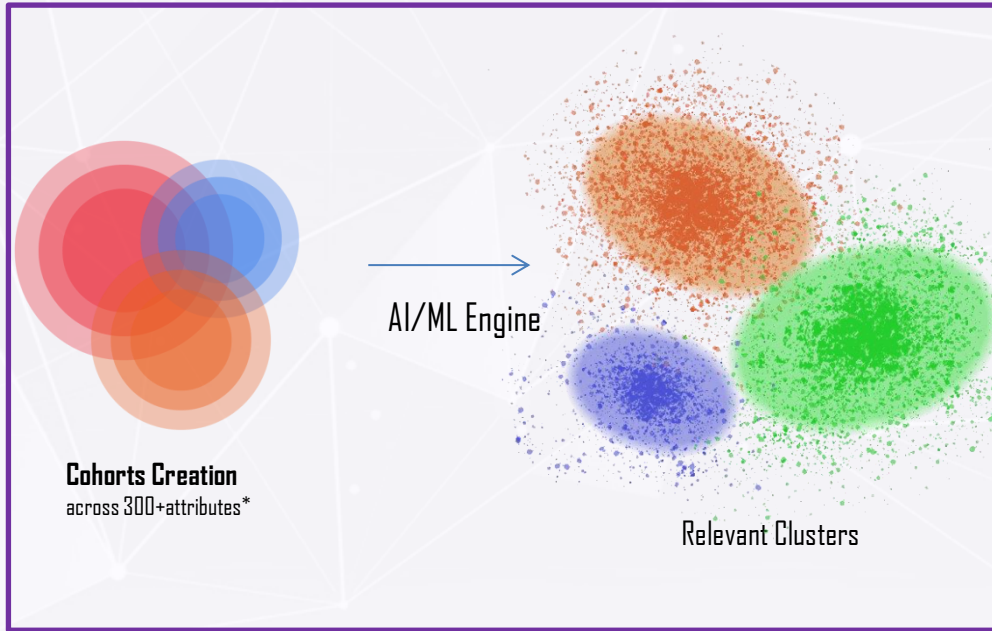 AI/ML Engine
Cohorts Creation
across 300+attributes*
Relevant Clusters